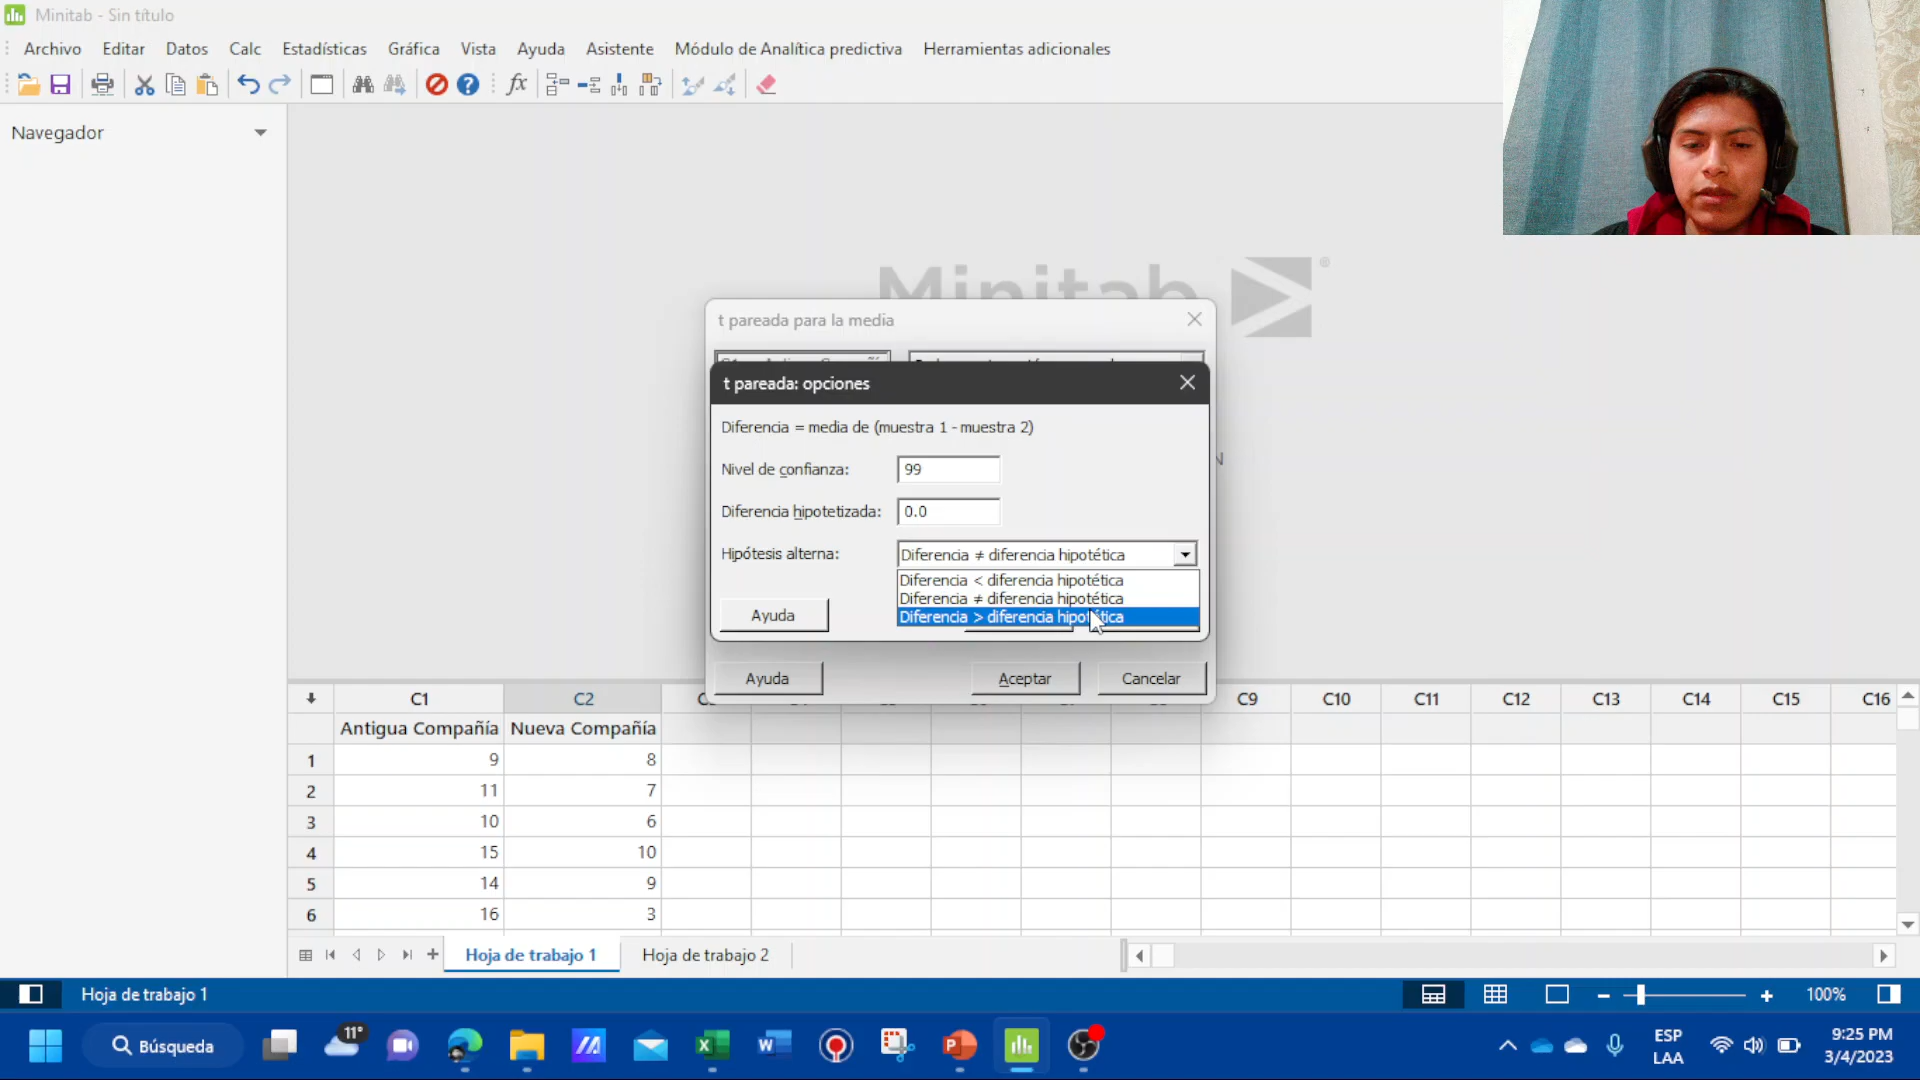 Minitab - Sin título
Archivo Editar Datos Calc Estadísticas Gráfica Vista Ayuda Asistente Módulo de Analítica predictiva Herramientas adicionales
Navegador
Minitab
t pareada para la media
t pareada: opciones
Diferencia = media de (muestra 1 - muestra 2)
Nivel de confianza: 99
Diferencia hipotetizada: 0.0
Hipótesis alterna: Diferencia ≠ diferencia hipotética
Diferencia < diferencia hipotética
Diferencia ≠ diferencia hipotética
Diferencia > diferencia hipotética
Ayuda
Ayuda Aceptar Cancelar
C1 C2 C9 C10 C11 C12 C13 C14 C15 C16
Antigua Compañía Nueva Compañía
1 9 8
2 11 7
3 10 6
4 15 10
5 14 9
6 16 3
Hoja de trabajo 1 Hoja de trabajo 2
Hoja de trabajo 1 100%
11°
Búsqueda
ESP
LAA
9:25 PM
3/4/2023